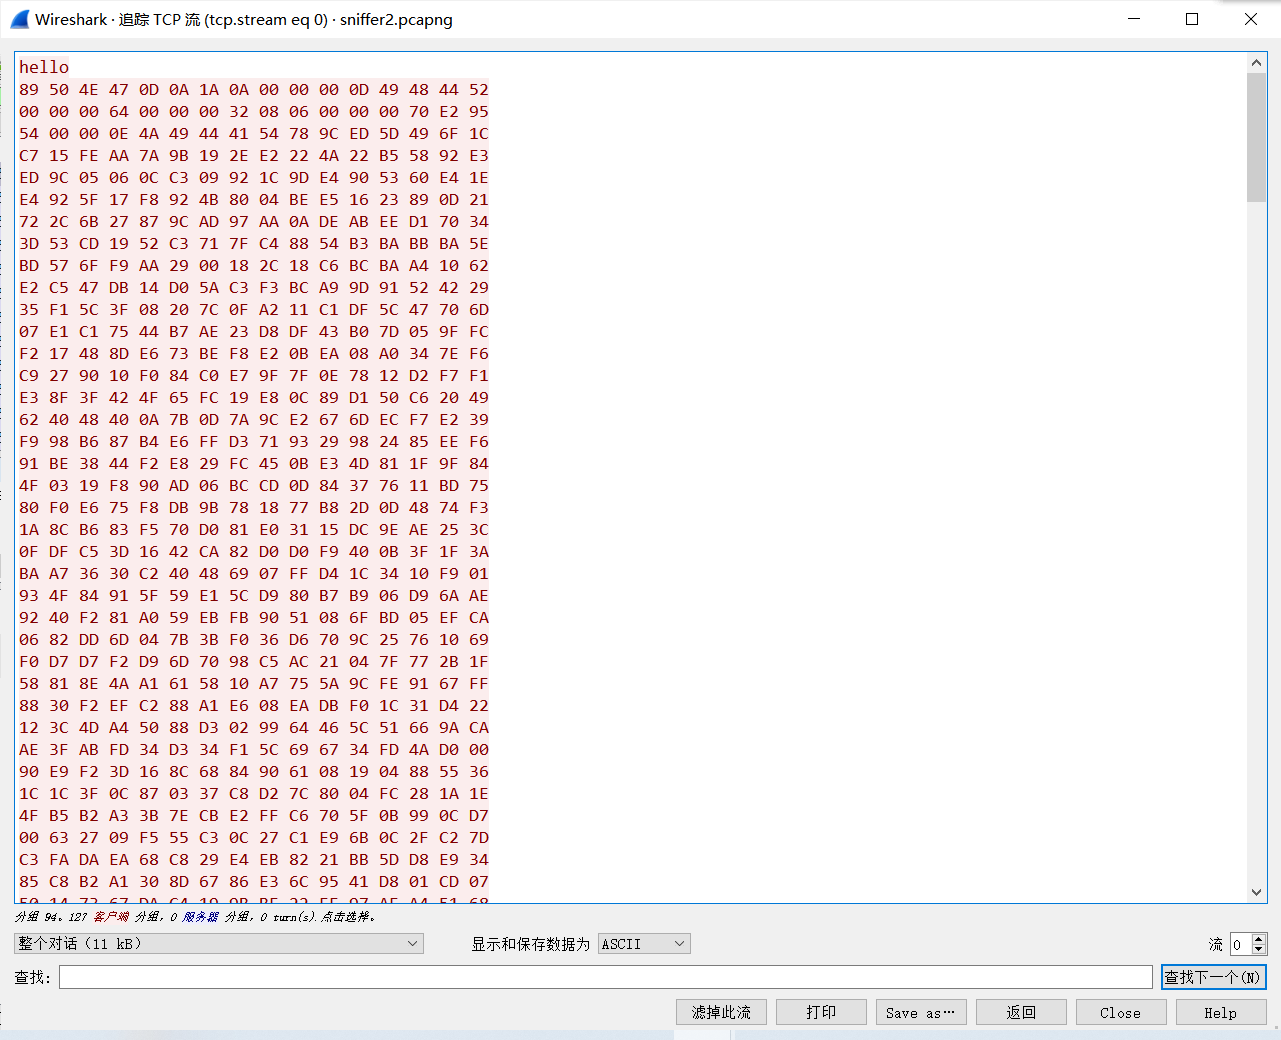 Wireshark · 追踪 TCP 流 (tcp.stream eq 0) · sniffer2.pcapng
hello
89 50 4E 47 0D 0A 1A 0A 00 00 00 0D 49 48 44 52
00 00 00 64 00 00 00 32 08 06 00 00 00 70 E2 95
54 00 00 0E 4A 49 44 41 54 78 9C ED 5D 49 6F 1C
C7 15 FE AA 7A 9B 19 2E E2 22 4A 22 B5 58 92 E3
ED 9C 05 06 0C C3 09 92 1C 9D E4 90 53 60 E4 1E
E4 92 5F 17 F8 92 4B 80 04 BE E5 16 23 89 0D 21
72 2C 6B 27 87 9C AD 97 AA 0A DE AB EE D1 70 34
3D 53 CD 19 52 C3 71 7F C4 88 54 B3 BA BB BA 5E
BD 57 6F F9 AA 29 00 18 2C 18 C6 BC BA A4 10 62
E2 C5 47 DB 14 D0 5A C3 F3 BC A9 9D 91 52 42 29
35 F1 5C 3F 08 20 7C 0F A2 11 C1 DF 5C 47 70 6D
07 E1 C1 75 44 B7 AE 23 D8 DF 43 B0 7D 05 9F FC
F2 17 48 8D E6 73 BE F8 E2 0B EA 08 A0 34 7E F6
C9 27 90 10 F0 84 C0 E7 9F 7F 0E 78 12 D2 F7 F1
E3 8F 3F 42 4F 65 FC 19 E8 0C 89 D1 50 C6 20 49
62 40 48 40 0A 7B 0D 7A 9C E2 67 6D EC F7 E2 39
F9 98 B6 87 B4 E6 FF D3 71 93 29 98 24 85 EE F6
91 BE 38 44 F2 E8 29 FC 45 0B E3 4D 81 1F 9F 84
4F 03 19 F8 90 AD 06 BC CD 0D 84 37 76 11 BD 75
80 F0 E6 75 F8 DB 9B 78 18 77 B8 2D 0D 48 74 F3
1A 8C B6 83 F5 70 D0 81 E0 31 15 DC 9E AE 25 3C
0F DF C5 3D 16 42 CA 82 D0 D0 F9 40 0B 3F 1F 3A
BA A7 36 30 C2 40 48 69 07 FF D4 1C 34 10 F9 01
93 4F 84 91 5F 59 E1 5C D9 80 B7 B9 06 D9 6A AE
92 40 F2 81 A0 59 EB FB 90 51 08 6F BD 05 EF CA
06 82 DD 6D 04 7B 3B F0 36 D6 70 9C 25 76 10 69
F0 D7 D7 F2 D9 6D 70 98 C5 AC 21 04 7F 77 2B 1F
58 81 8E 4A A1 61 58 10 A7 75 5A 9C FE 91 67 FF
88 30 F2 EF C2 88 A1 E6 08 EA DB F0 1C 31 D4 22
12 3C 4D A4 50 88 D3 02 99 64 46 5C 51 66 9A CA
AE 3F AB FD 34 D3 34 F1 5C 69 67 34 FD 4A D0 00
90 E9 F2 3D 16 8C 68 84 90 61 08 19 04 88 55 36
1C 1C 3F 0C 87 03 37 C8 D2 7C 80 04 FC 28 1A 1E
4F B5 B2 A3 3B 7E CB E2 FF C6 70 5F 0B 99 0C D7
00 63 27 09 F5 55 C3 0C 27 C1 E9 6B 0C 2F C2 7D
C3 FA DA EA 68 C8 29 E4 EB 82 21 BB 5D D8 E9 34
85 C8 B2 A1 30 8D 67 86 E3 6C 95 41 D8 01 CD 07
分组 94。127 客户端 分组，0 服务器 分组，0 turn(s).点击选择。
整个对话（11 kB）
显示和保存数据为 ASCII
流 0
查找：
查找下一个(N)
滤掉此流
打印
Save as…
返回
Close
Help